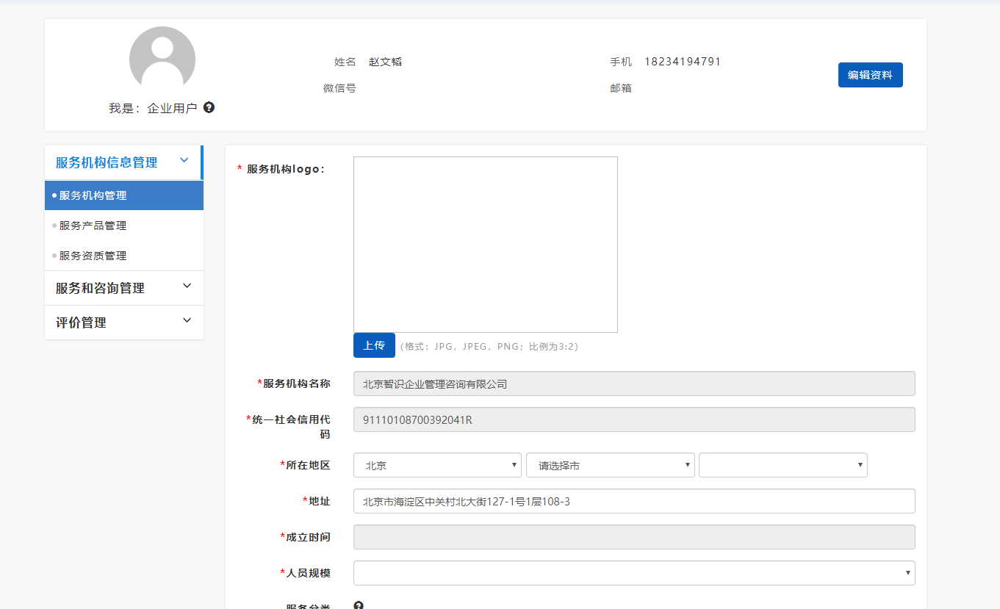 姓名 赵文韬
手机 18234194791
编辑资料
微信号
邮箱
我是：企业用户
服务机构信息管理
服务机构管理
服务产品管理
服务资质管理
服务和咨询管理
评价管理
* 服务机构logo：
上传 (格式：JPG，JPEG，PNG；比例为3:2)
*服务机构名称 北京智识企业管理咨询有限公司
*统一社会信用代
码
91110108700392041R
*所在地区 北京 请选择市
*地址 北京市海淀区中关村北大街127-1号1层108-3
*成立时间
*人员规模
服务分类